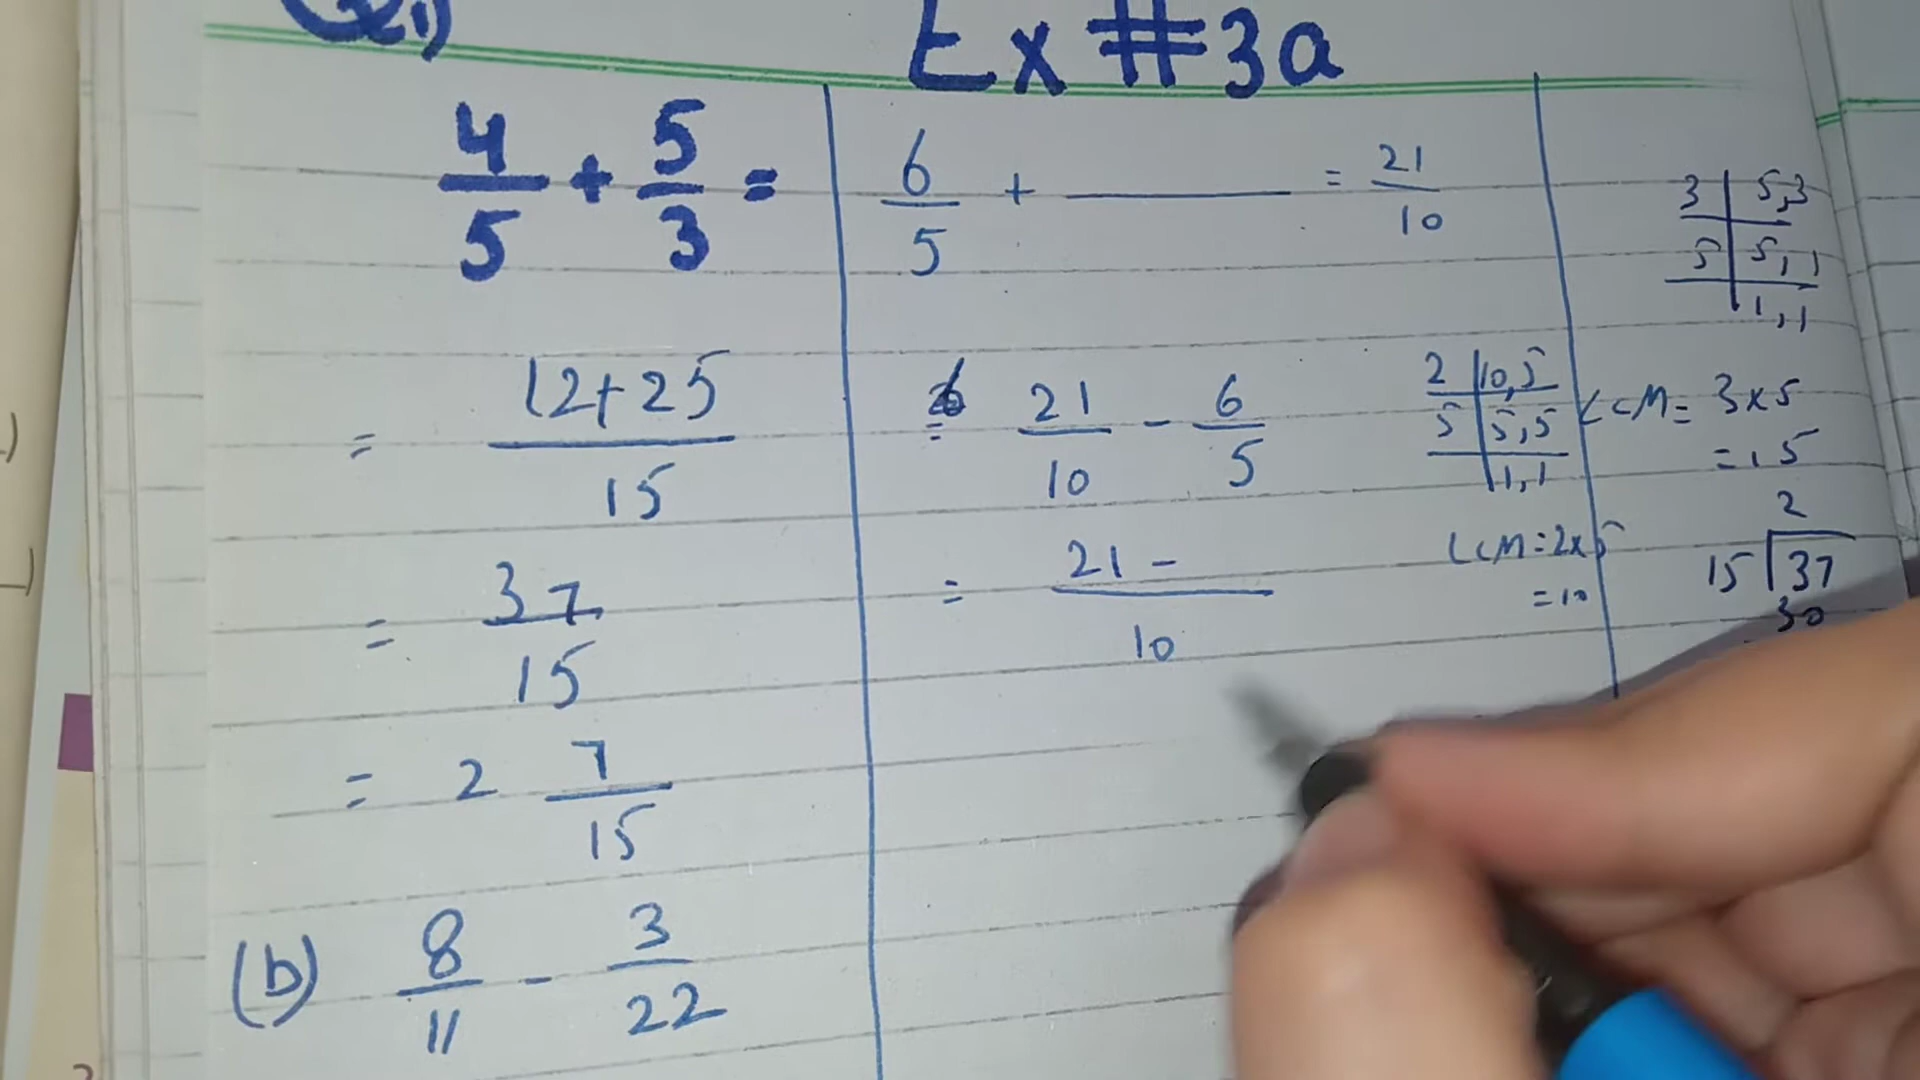 Q1)
Ex #3a
4/5 + 5/3 =
= 12+25/15
= 37/15
= 2 7/15
(b) 8/11 - 3/22
6/5 + ______ = 21/10
= 21/10 - 6/5
= 21 - /10
2 | 10,5
5 | 5,5
1,1
LCM = 2x5
= 10
3 | 5,3
5 | 5,1
1,1
LCM = 3x5
= 15
2
15 | 37
30